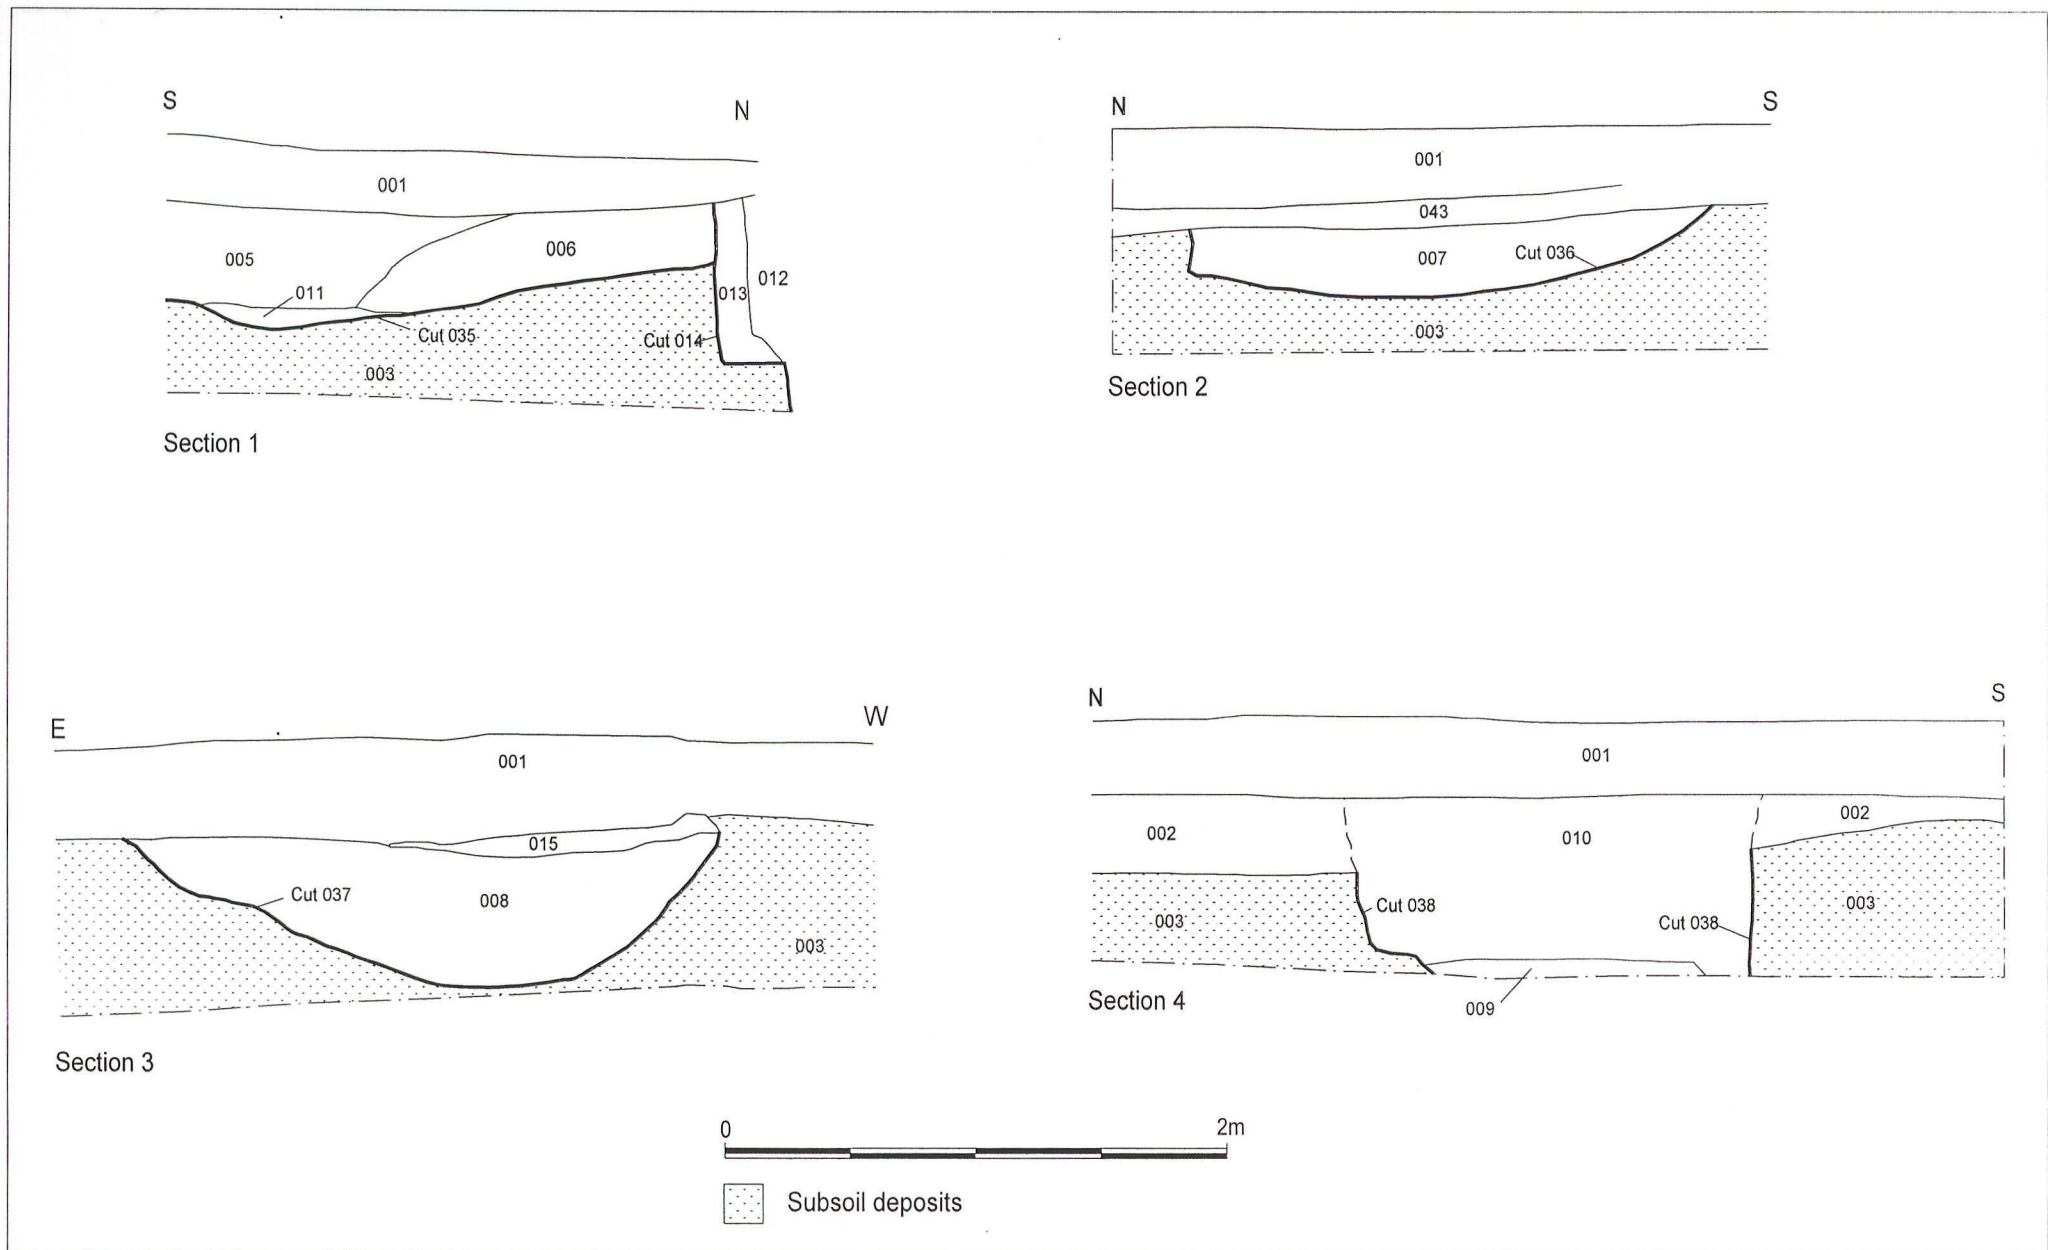 S
N
001
005
006
011
013
012
Cut 035
Cut 014
003
Section 1
N
S
001
043
007
Cut 036
003
Section 2
E
W
001
015
Cut 037
008
003
Section 3
N
S
001
002
010
002
003
Cut 038
Cut 038
003
009
Section 4
0
2m
Subsoil deposits